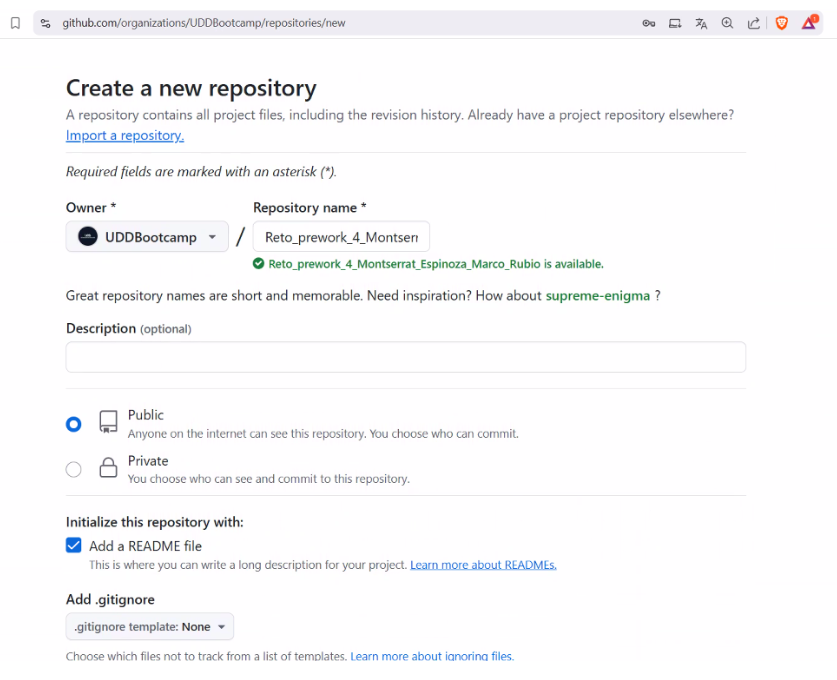 github.com/organizations/UDDBootcamp/repositories/new
Create a new repository
A repository contains all project files, including the revision history. Already have a project repository elsewhere?
Import a repository.
Required fields are marked with an asterisk (*).
Owner * Repository name *
UDDBootcamp / Reto_prework_4_Montserr
Reto_prework_4_Montserrat_Espinoza_Marco_Rubio is available.
Great repository names are short and memorable. Need inspiration? How about supreme-enigma ?
Description (optional)
Public
Anyone on the internet can see this repository. You choose who can commit.
Private
You choose who can see and commit to this repository.
Initialize this repository with:
Add a README file
This is where you can write a long description for your project. Learn more about READMEs.
Add .gitignore
.gitignore template: None
Choose which files not to track from a list of templates. Learn more about ignoring files.